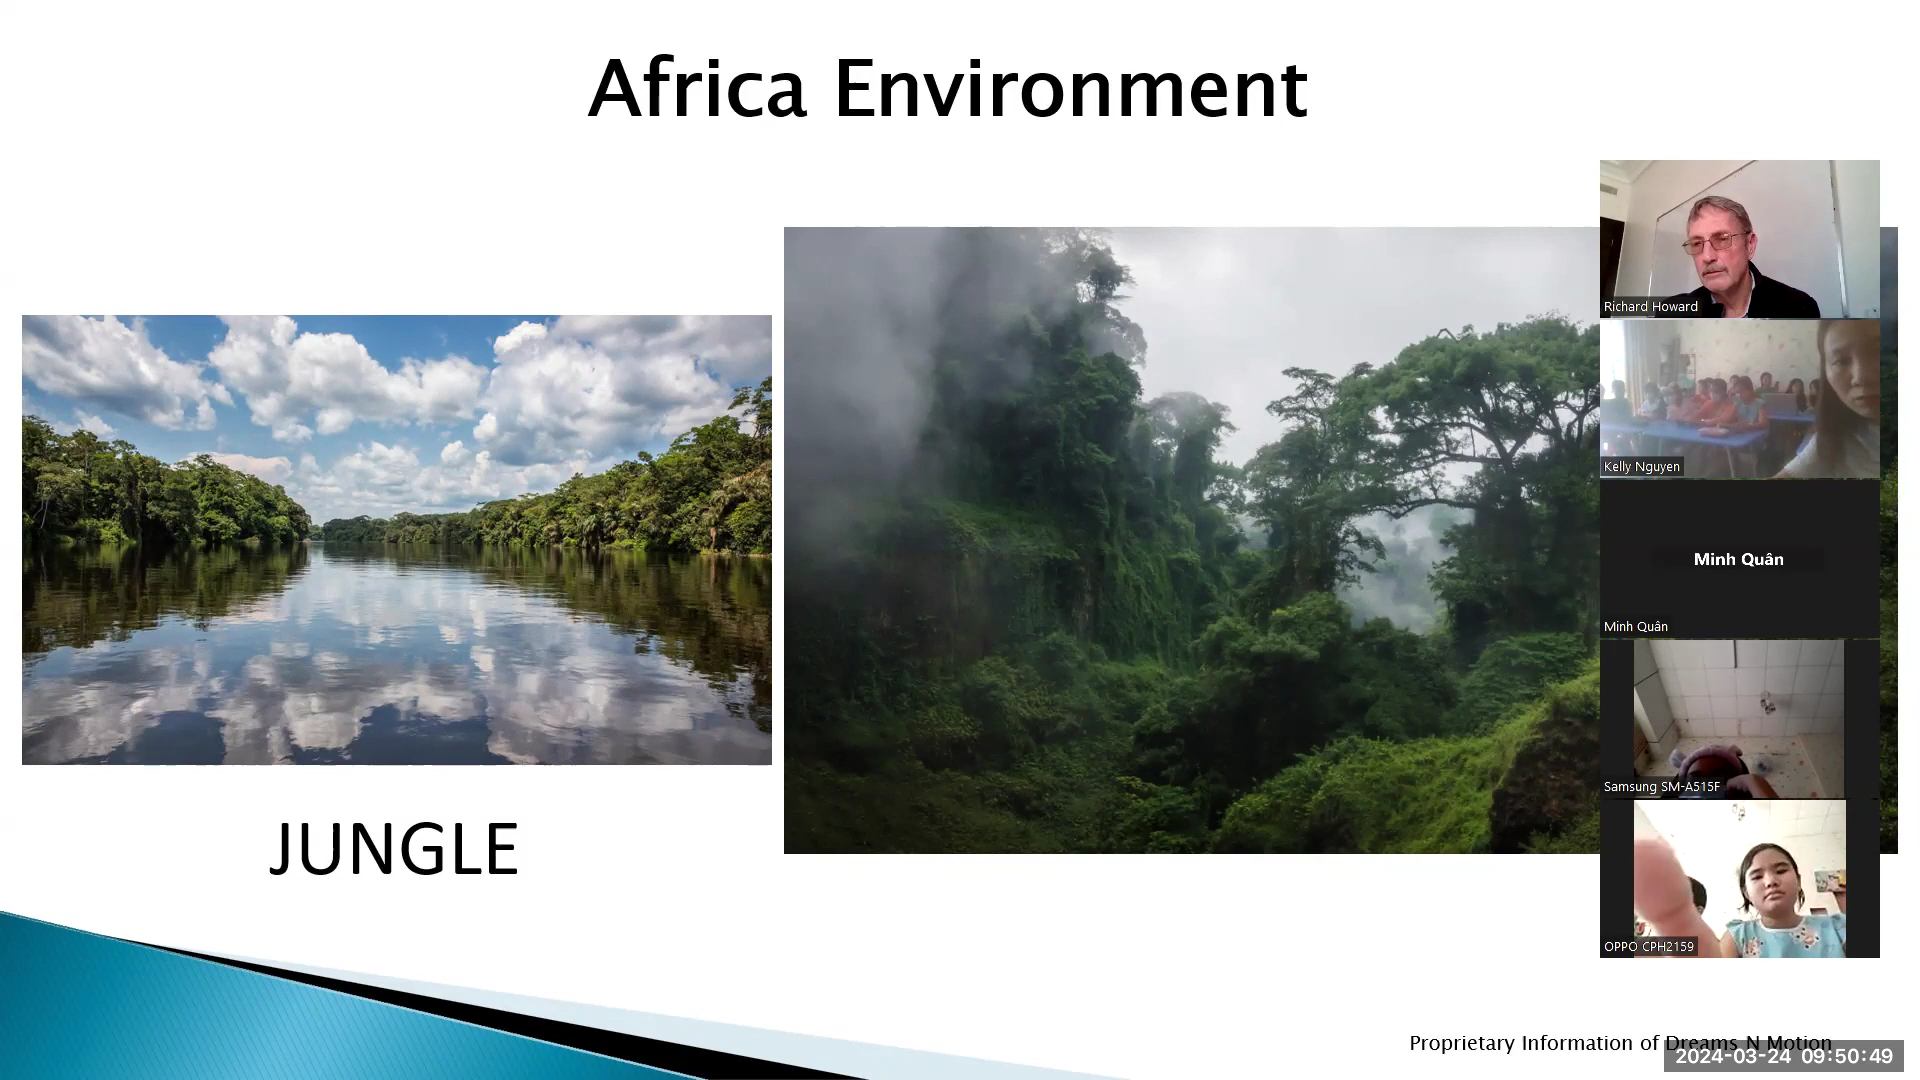 Africa Environment
Richard Howard
Kelly Nguyen
Minh Quân
Minh Quân
Samsung SM-A515F
OPPO CPH2159
JUNGLE
Proprietary Information of Dreams N Motion
2024-03-24 09:50:49